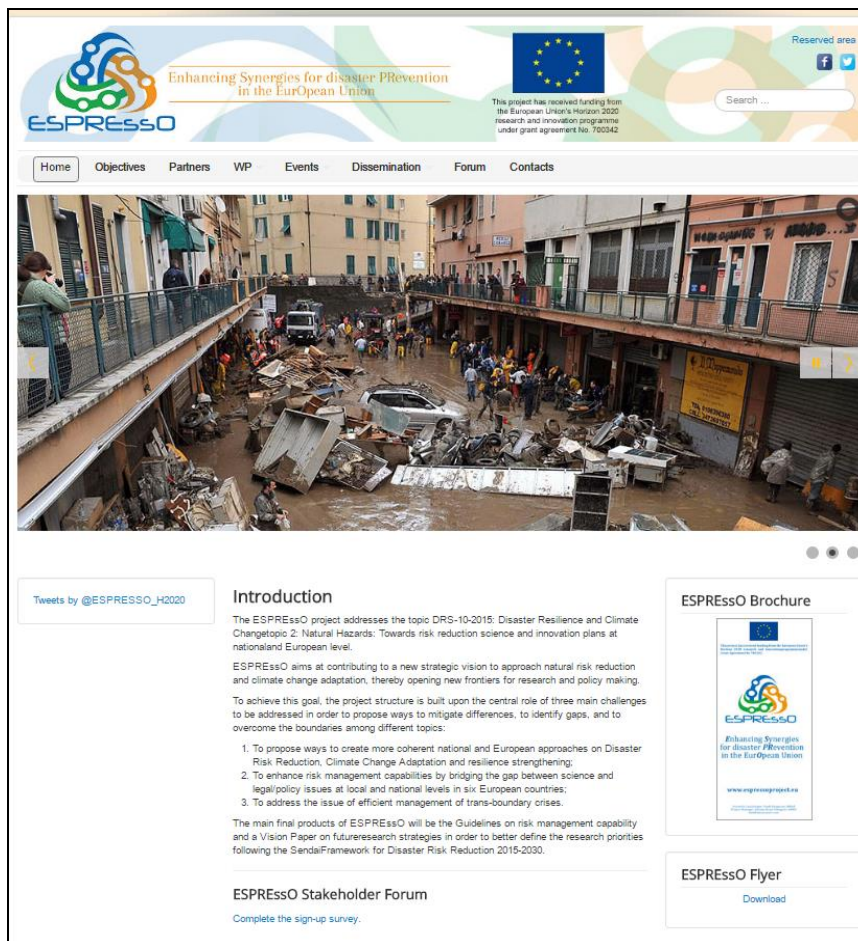 Reserved area
Enhancing Synergies for disaster PRevention
in the EurOpean Union
ESPREssO
This project has received funding from
the European Union's Horizon 2020
research and innovation programme
under grant agreement No. 700342
Search ...
Home Objectives Partners WP Events Dissemination Forum Contacts
Tweets by @ESPRESSO_H2020
Introduction
The ESPREssO project addresses the topic DRS-10-2015: Disaster Resilience and Climate
Changetopic 2: Natural Hazards: Towards risk reduction science and innovation plans at
nationaland European level.
ESPREssO aims at contributing to a new strategic vision to approach natural risk reduction
and climate change adaptation, thereby opening new frontiers for research and policy making.
To achieve this goal, the project structure is built upon the central role of three main challenges
to be addressed in order to propose ways to mitigate differences, to identify gaps, and to
overcome the boundaries among different topics:
1. To propose ways to create more coherent national and European approaches on Disaster
Risk Reduction, Climate Change Adaptation and resilience strengthening;
2. To enhance risk management capabilities by bridging the gap between science and
legal/policy issues at local and national levels in six European countries;
3. To address the issue of efficient management of trans-boundary crises.
The main final products of ESPREssO will be the Guidelines on risk management capability
and a Vision Paper on futureresearch strategies in order to better define the research priorities
following the SendaiFramework for Disaster Risk Reduction 2015-2030.
ESPREssO Stakeholder Forum
Complete the sign-up survey.
ESPREssO Brochure
ESPREssO
Enhancing Synergies
for disaster PRevention
in the EurOpean Union
www.espressoproject.eu
ESPREssO Flyer
Download